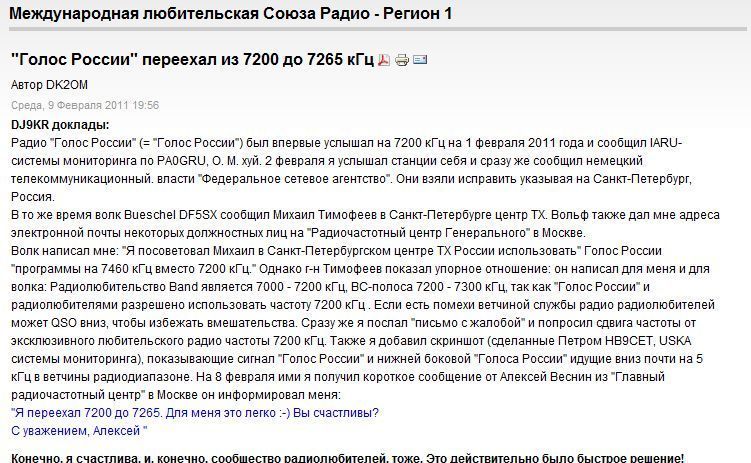 Международная любительская Союза Радио - Регион 1
"Голос России" переехал из 7200 до 7265 кГц
Автор DK2OM
Среда, 9 Февраля 2011 19:56
DJ9KR доклады:
Радио "Голос России" (= "Голос России") был впервые услышал на 7200 кГц на 1 февраля 2011 года и сообщил IARU-
системы мониторинга по PA0GRU, О. М. хуй. 2 февраля я услышал станции себя и сразу же сообщил немецкий
телекоммуникационный. власти "Федеральное сетевое агентство". Они взяли исправить указывая на Санкт-Петербург,
Россия.
В то же время волк Bueschel DF5SX сообщил Михаил Тимофеев в Санкт-Петербурге центр TX. Вольф также дал мне адреса
электронной почты некоторых должностных лиц на "Радиочастотный центр Генерального" в Москве.
Волк написал мне: "Я посоветовал Михаил в Санкт-Петербургском центре TX России использовать" Голос России
"программы на 7460 кГц вместо 7200 кГц." Однако г-н Тимофеев показал упорное отношение: он написал для меня и для
волка: Радиолюбительство Band является 7000 - 7200 кГц, BC-полоса 7200 - 7300 кГц, так как "Голос России" и
радиолюбителями разрешено использовать частоту 7200 кГц . Если есть помехи ветчиной службы радио радиолюбителей
может QSO вниз, чтобы избежать вмешательства. Сразу же я послал "письмо с жалобой" и попросил сдвига частоты от
эксклюзивного любительского радио частоты 7200 кГц. Также я добавил скриншот (сделанные Петром HB9CET, USKA
системы мониторинга), показывающие сигнал "Голос России" и нижней боковой "Голоса России" идущие вниз почти на 5
кГц в ветчины радиодиапазоне. На 8 февраля ими я получил короткое сообщение от Алексей Веснин из "Главный
радиочастотный центр" в Москве он информировал меня:
"Я переехал 7200 до 7265. Для меня это легко :-) Вы счастливы?
С уважением, Алексей "
Конечно, я счастлива, и, конечно, сообщество радиолюбителей, тоже. Это действительно было быстрое решение!